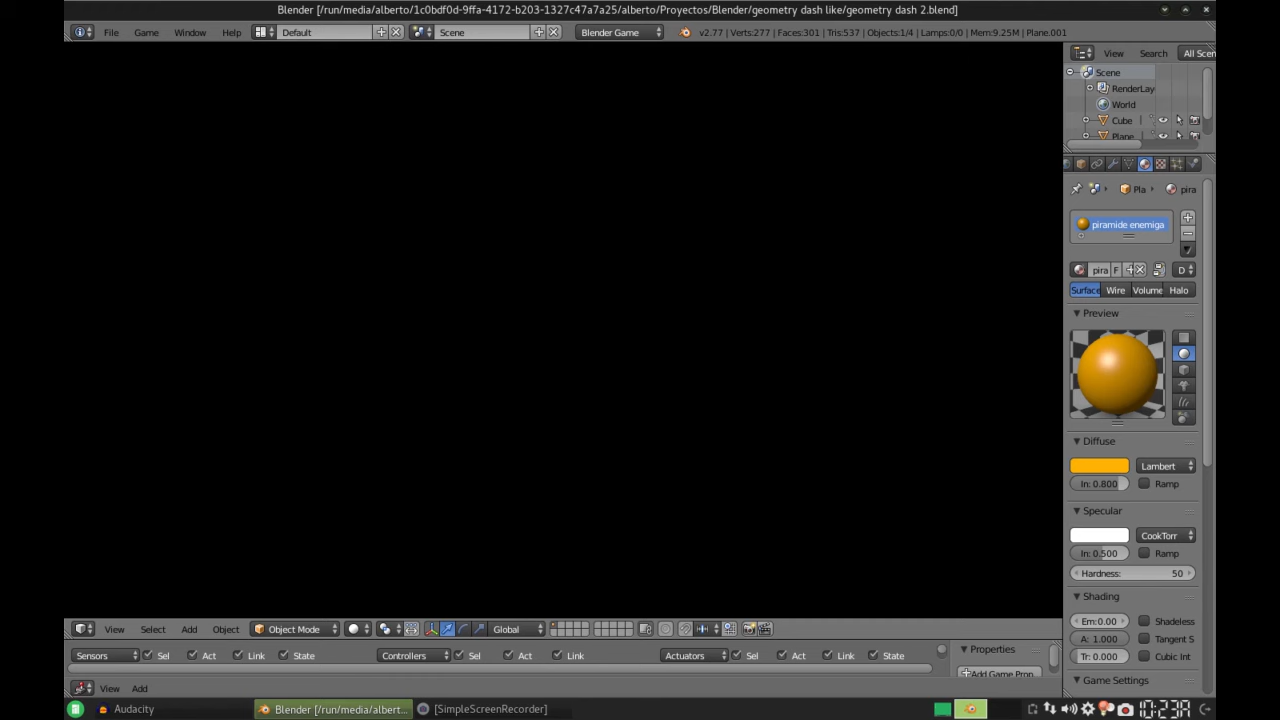 Blender [/run/media/alberto/1c0bdf0d-9ffa-4172-b203-1327c47a7a25/alberto/Proyectos/Blender/geometry dash like/geometry dash 2.blend]
File Game Window Help Default Scene Blender Game v2.77 | Verts:277 | Faces:301 | Tris:537 | Objects:1/4 | Lamps:0/0 | Mem:9.25M | Plane.001
View Search All Scen
Scene
RenderLay
World
Cube
Plane
Pla pira
piramide enemiga
pira F D
Surface Wire Volume Halo
Preview
Diffuse
Lambert
In: 0.800 Ramp
Specular
CookTorr
In: 0.500 Ramp
Hardness: 50
Shading
Em: 0.00 Shadeless
A: 1.000 Tangent S
Tr: 0.000 Cubic Int
Game Settings
View Select Add Object Object Mode Global
Sensors Sel Act Link State Controllers Sel Act Link Actuators Sel Act Link State Properties
Add Game Prop
View Add
Audacity Blender [/run/media/albert... [SimpleScreenRecorder] 10:23A